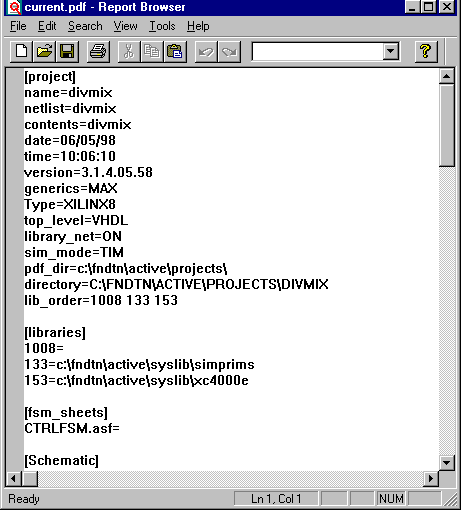 current.pdf - Report Browser
File Edit Search View Tools Help
?
[project]
name=divmix
netlist=divmix
contents=divmix
date=06/05/98
time=10:06:10
version=3.1.4.05.58
generics=MAX
Type=XILINX8
top_level=VHDL
library_net=ON
sim_mode=TIM
pdf_dir=c:\fndtn\active\projects\
directory=C:\FNDTN\ACTIVE\PROJECTS\DIVMIX
lib_order=1008 133 153
[libraries]
1008=
133=c:\fndtn\active\syslib\simprims
153=c:\fndtn\active\syslib\xc4000e
[fsm_sheets]
CTRLFSM.asf=
[Schematic]
Ready Ln 1, Col 1 NUM